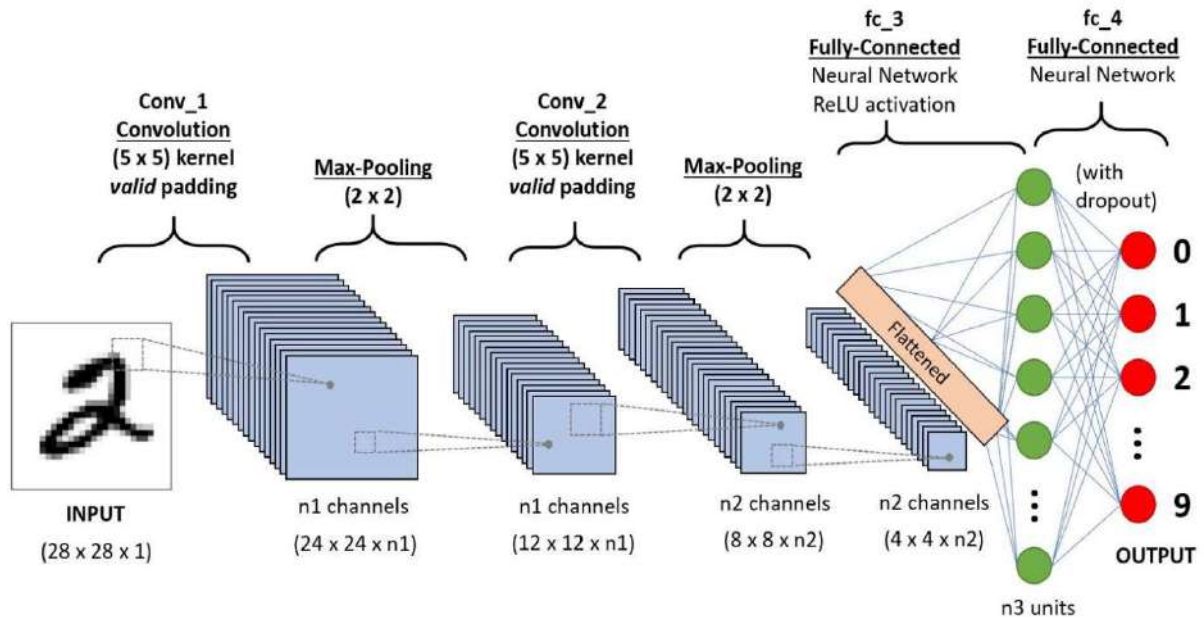 fc_3
Fully-Connected
Neural Network
ReLU activation
fc_4
Fully-Connected
Neural Network
Conv_1
Convolution
(5 x 5) kernel
valid padding
Max-Pooling
(2 x 2)
Conv_2
Convolution
(5 x 5) kernel
valid padding
Max-Pooling
(2 x 2)
(with
dropout)
2
INPUT
(28 x 28 x 1)
n1 channels
(24 x 24 x n1)
n1 channels
(12 x 12 x n1)
n2 channels
(8 x 8 x n2)
n2 channels
(4 x 4 x n2)
Flattened
n3 units
0
1
2
9
OUTPUT